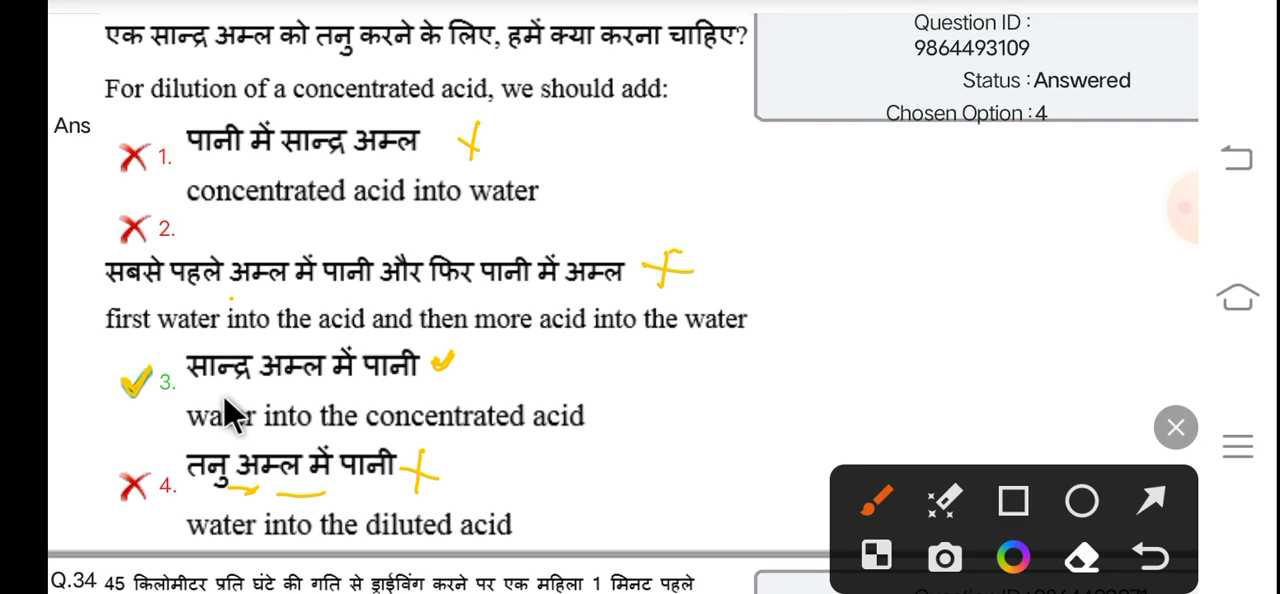 एक सान्द्र अम्ल को तनु करने के लिए, हमें क्या करना चाहिए?
For dilution of a concentrated acid, we should add:
Question ID :
9864493109
Status : Answered
Chosen Option : 4
Ans
1. पानी में सान्द्र अम्ल
concentrated acid into water
2.
सबसे पहले अम्ल में पानी और फिर पानी में अम्ल
first water into the acid and then more acid into the water
3. सान्द्र अम्ल में पानी
into the concentrated acid
4. तनु अम्ल में पानी
water into the diluted acid
Q.34 45 किलोमीटर प्रति घंटे की गति से ड्राईविंग करने पर एक महिला 1 मिनट पहले